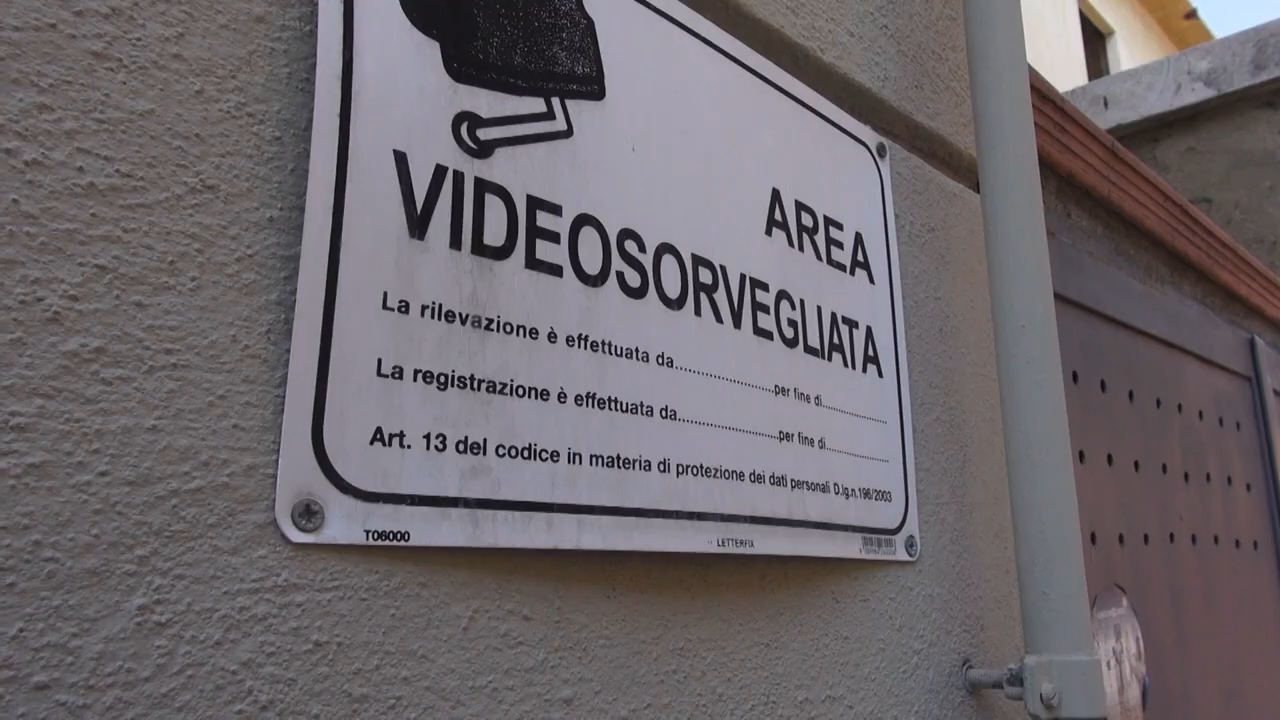 AREA
VIDEOSORVEGLIATA
La rilevazione è effettuata da........................per fine di..................
La registrazione è effettuata da........................per fine di..................
Art. 13 del codice in materia di protezione dei dati personali D.lg.n.196/2003
T06000
LETTERFIX